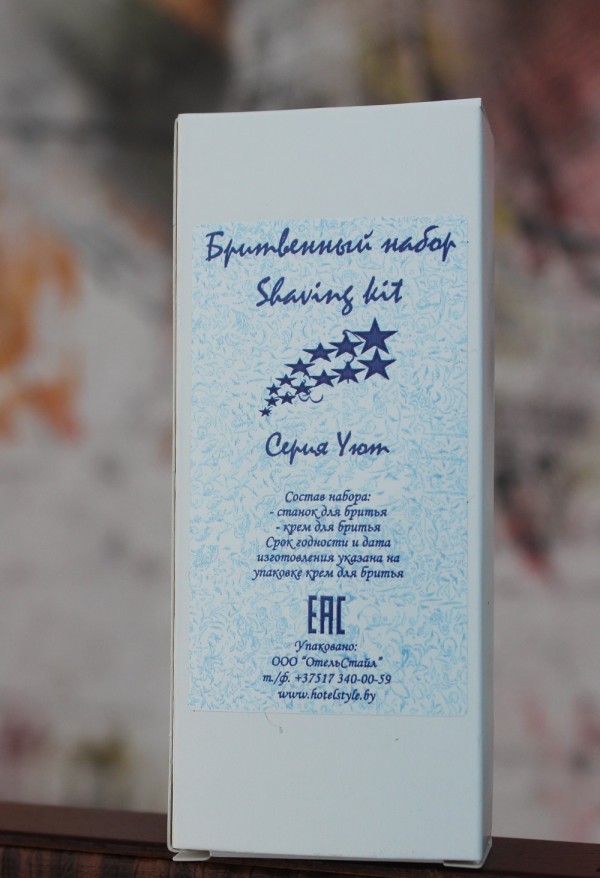 Бритвенный набор
Shaving kit
Серия Уют
Состав набора:
- станок для бритья
- крем для бритья
Срок годности и дата
изготовления указана на
упаковке крем для бритья
EAC
Упаковано:
ООО "ОтельСтайл"
т./ф. +37517 340-00-59
www.hotelstyle.by